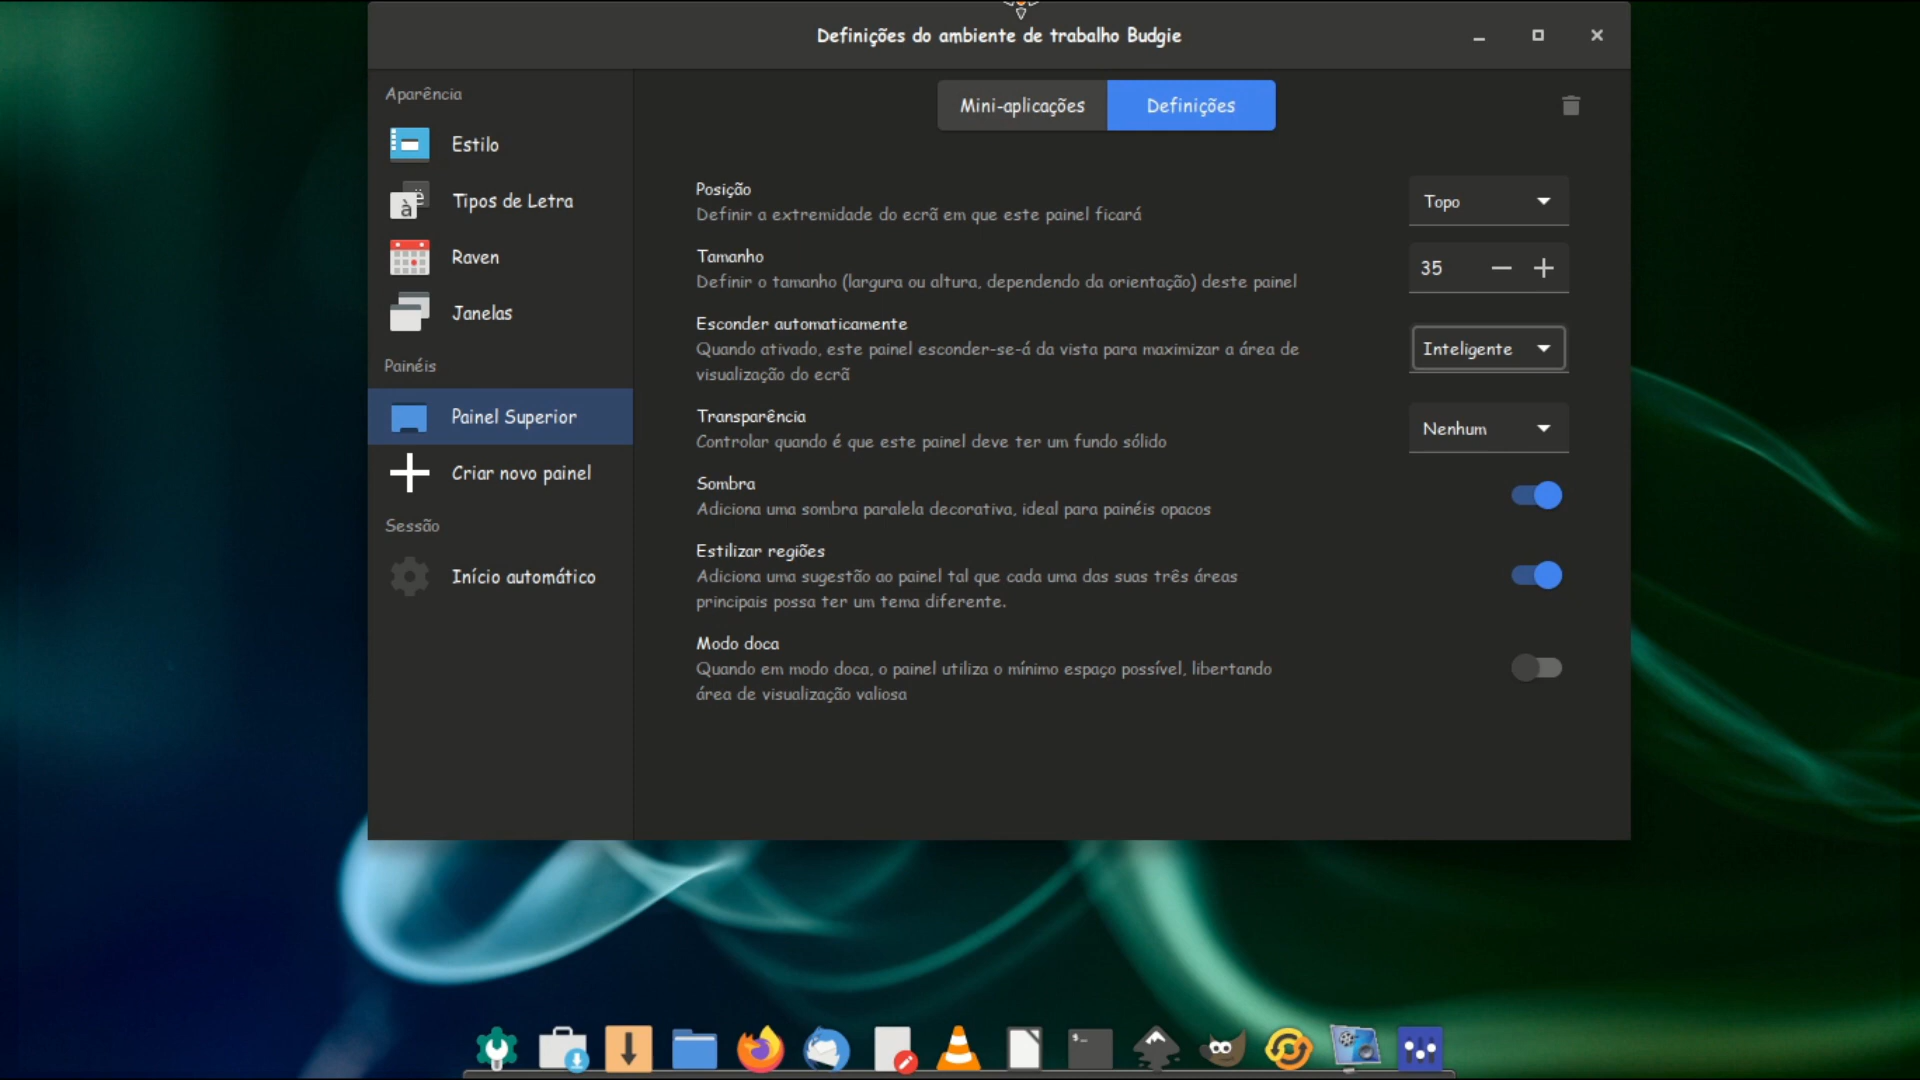 Definições do ambiente de trabalho Budgie
Aparência
Estilo
Tipos de Letra
Raven
Janelas
Painéis
Painel Superior
Criar novo painel
Sessão
Início automático
Mini-aplicações
Definições
Posição
Definir a extremidade do ecrã em que este painel ficará
Topo
Tamanho
Definir o tamanho (largura ou altura, dependendo da orientação) deste painel
35
Esconder automaticamente
Quando ativado, este painel esconder-se-á da vista para maximizar a área de
visualização do ecrã
Inteligente
Transparência
Controlar quando é que este painel deve ter um fundo sólido
Nenhum
Sombra
Adiciona uma sombra paralela decorativa, ideal para painéis opacos
Estilizar regiões
Adiciona uma sugestão ao painel tal que cada uma das suas três áreas
principais possa ter um tema diferente.
Modo doca
Quando em modo doca, o painel utiliza o mínimo espaço possível, libertando
área de visualização valiosa